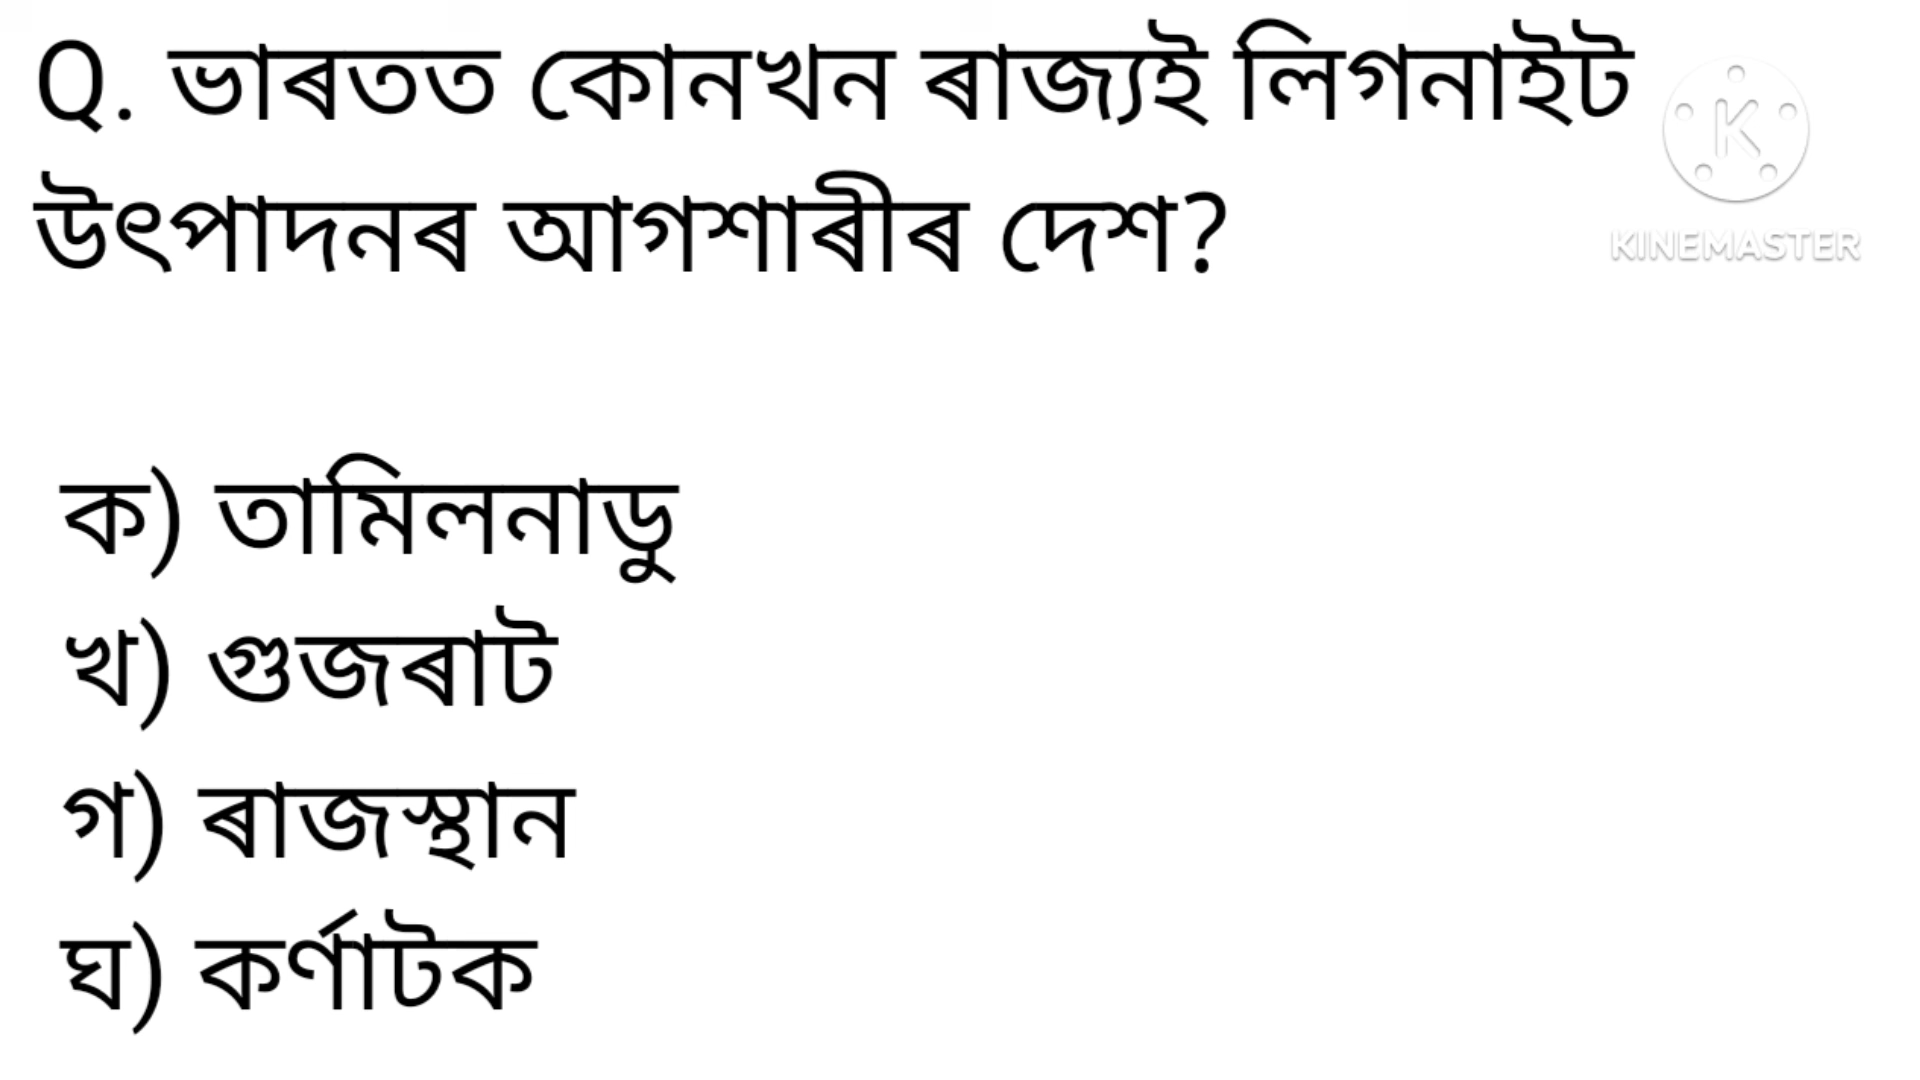 Q. ভাৰতত কোনখন ৰাজ্যই লিগনাইট
উৎপাদনৰ আগশাৰীৰ দেশ?
KINEMASTER
ক) তামিলনাডু
খ) গুজৰাট
গ) ৰাজস্থান
ঘ) কৰ্ণাটক